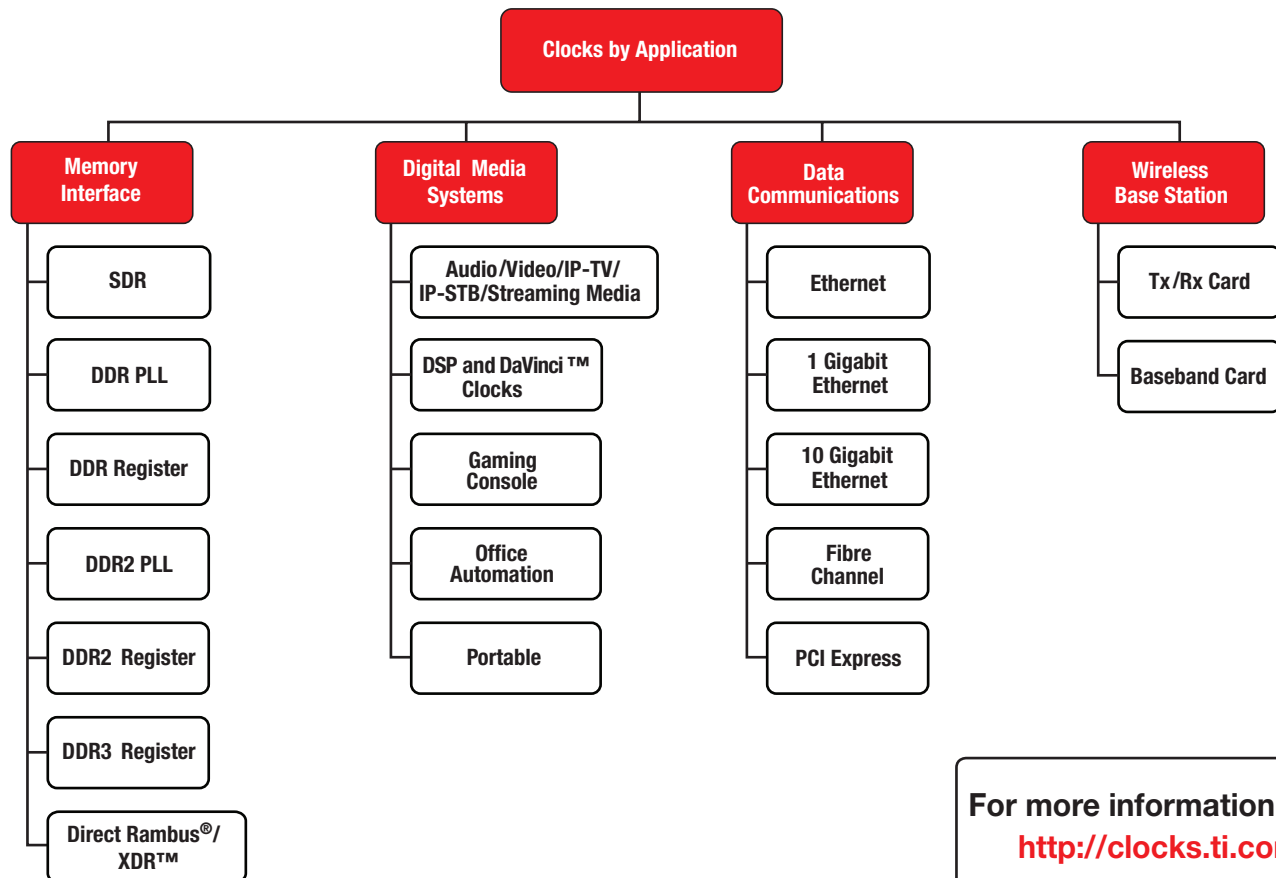 Clocks by Application
Memory
Interface
SDR
DDR PLL
DDR Register
DDR2 PLL
DDR2 Register
DDR3 Register
Direct Rambus®/
XDR™
Digital Media
Systems
Audio/Video/IP-TV/
IP-STB/Streaming Media
DSP and DaVinci™
Clocks
Gaming
Console
Office
Automation
Portable
Data
Communications
Ethernet
1 Gigabit
Ethernet
10 Gigabit
Ethernet
Fibre
Channel
PCI Express
Wireless
Base Station
Tx/Rx Card
Baseband Card
For more information
http://clocks.ti.co